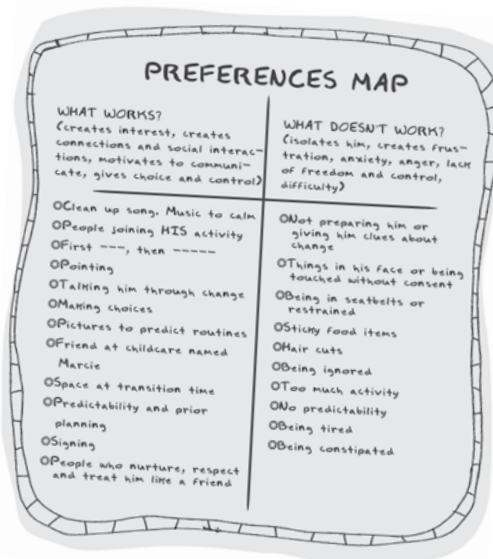 PREFERENCES MAP
WHAT WORKS?
(creates interest, creates
connections and social interac-
tions, motivates to communi-
cate, gives choice and control)
OClean up song. Music to calm
OPeople joining HIS activity
OFirst ---, then -----
OPointing
OTalking him through change
OMaking choices
OPictures to predict routines
OFriend at childcare named
Marcie
OSpace at transition time
OPredictability and prior
planning
OSigning
OPeople who nurture, respect
and treat him like a friend
WHAT DOESN'T WORK?
(isolates him, creates frus-
tration, anxiety, anger, lack
of freedom and control,
difficulty)
ONot preparing him or
giving him clues about
change
OThings in his face or being
touched without consent
OBeing in seatbelts or
restrained
OSticky food items
OHair cuts
OBeing ignored
OToo much activity
ONo predictability
OBeing tired
OBeing constipated